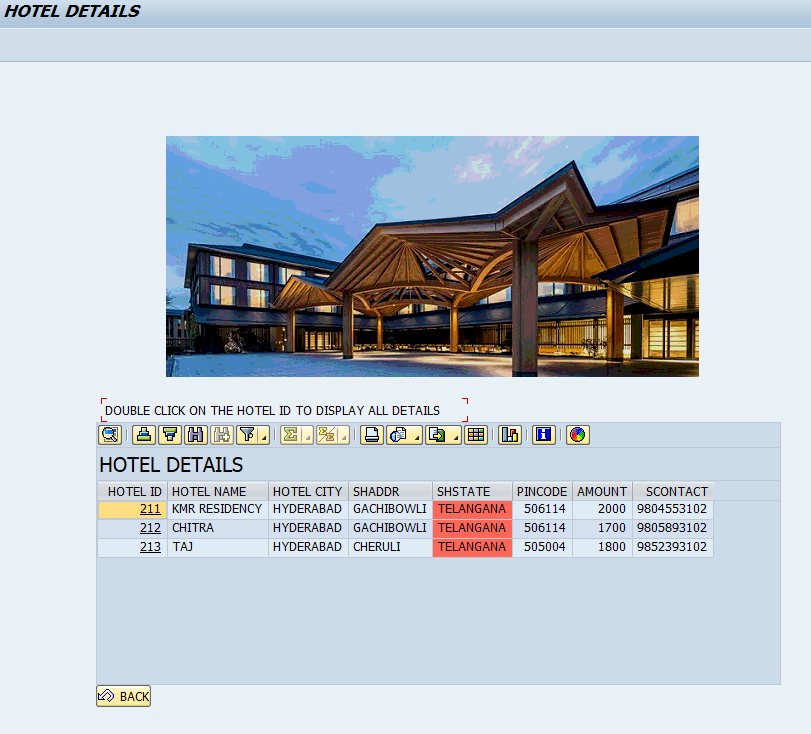 HOTEL DETAILS
DOUBLE CLICK ON THE HOTEL ID TO DISPLAY ALL DETAILS
HOTEL DETAILS
HOTEL ID HOTEL NAME HOTEL CITY SHADDR SHSTATE PINCODE AMOUNT SCONTACT
211 KMR RESIDENCY HYDERABAD GACHIBOWLI TELANGANA 506114 2000 9804553102
212 CHITRA HYDERABAD GACHIBOWLI TELANGANA 506114 1700 9805893102
213 TAJ HYDERABAD CHERULI TELANGANA 505004 1800 9852393102
BACK